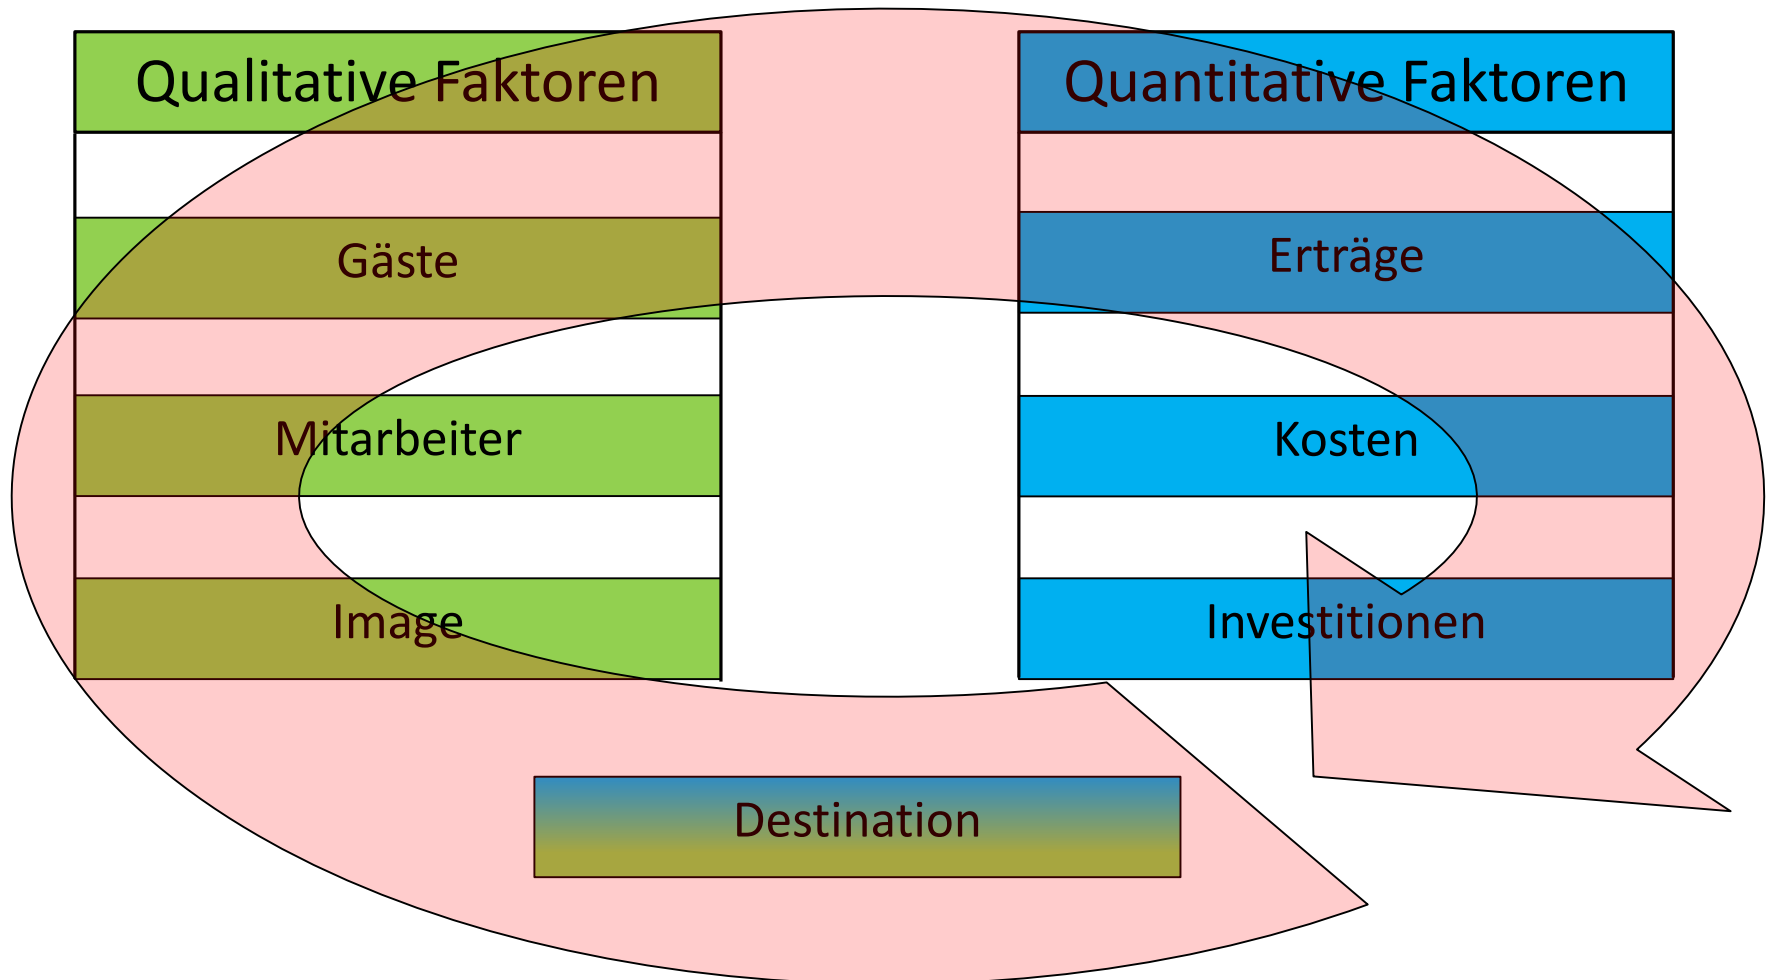 Qualitative Faktoren
Gäste
Mitarbeiter
Image
Quantitative Faktoren
Erträge
Kosten
Investitionen
Destination